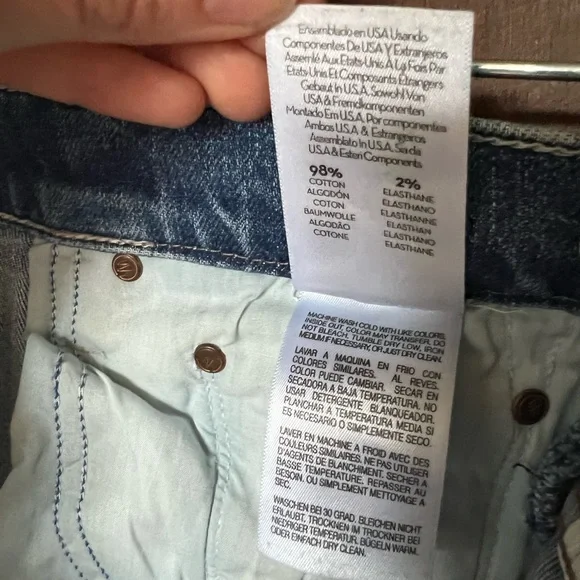 Ensamblado en USA Usando
Componentes De USA Y Extranjeros
Assemlé Aux Etats-Unis A La Fois Par
Etats-Unis Et Composants Etrangers
Gebaut In U.S.A. Sowohl Von
USA & Fremdkomponenten
Montado Em U.S.A. Por componentes
Ambos USA & Estrangeiros
Assemblato In U.S.A. Sia da
USA & Esteri Componenti
98% 2%
COTTON ELASTHANE
ALGODÓN ELASTHANO
COTON ELASTHANNE
BAUMWOLLE ELASTHAN
ALGODÃO ELASTHANO
COTONE ELASTHANE
MACHINE WASH COLD WITH LIKE COLORS,
INSIDE OUT, COLOR MAY TRANSFER, DO
NOT BLEACH. TUMBLE DRY LOW, IRON
MEDIUM IF NECESSARY, OR JUST DRY CLEAN.
LAVAR A MAQUINA EN FRIO CON
COLORES SIMILARES. AL REVES.
COLOR PUEDE CAMBIAR. SECAR EN
SECADORA A BAJA TEMPERATURA. NO
USAR DETERGENTE BLANQUEADOR.
PLANCHAR A TEMPERATURA MEDIA SI
ES NECESARIO O SIMPLEMENTE SECO.
LAVER EN MACHINE A FROID AVEC DES
COULEURS SIMILAIRES. NE PAS UTILISER
D'AGENTS DE BLANCHIMENT. SECHER A
BASSE TEMPERATURE. REPASSER AU
BESOIN. OU SIMPLEMENT NETTOYAGE A
SEC.
WASCHEN BEI 30 GRAD. BLEICHEN NICHT
ERLAUBT. TROCKNEN IM TROCKNER BEI
NIEDRIGER TEMPERATUR. BÜGELN WARM
ODER EINFACH DRY CLEAN.